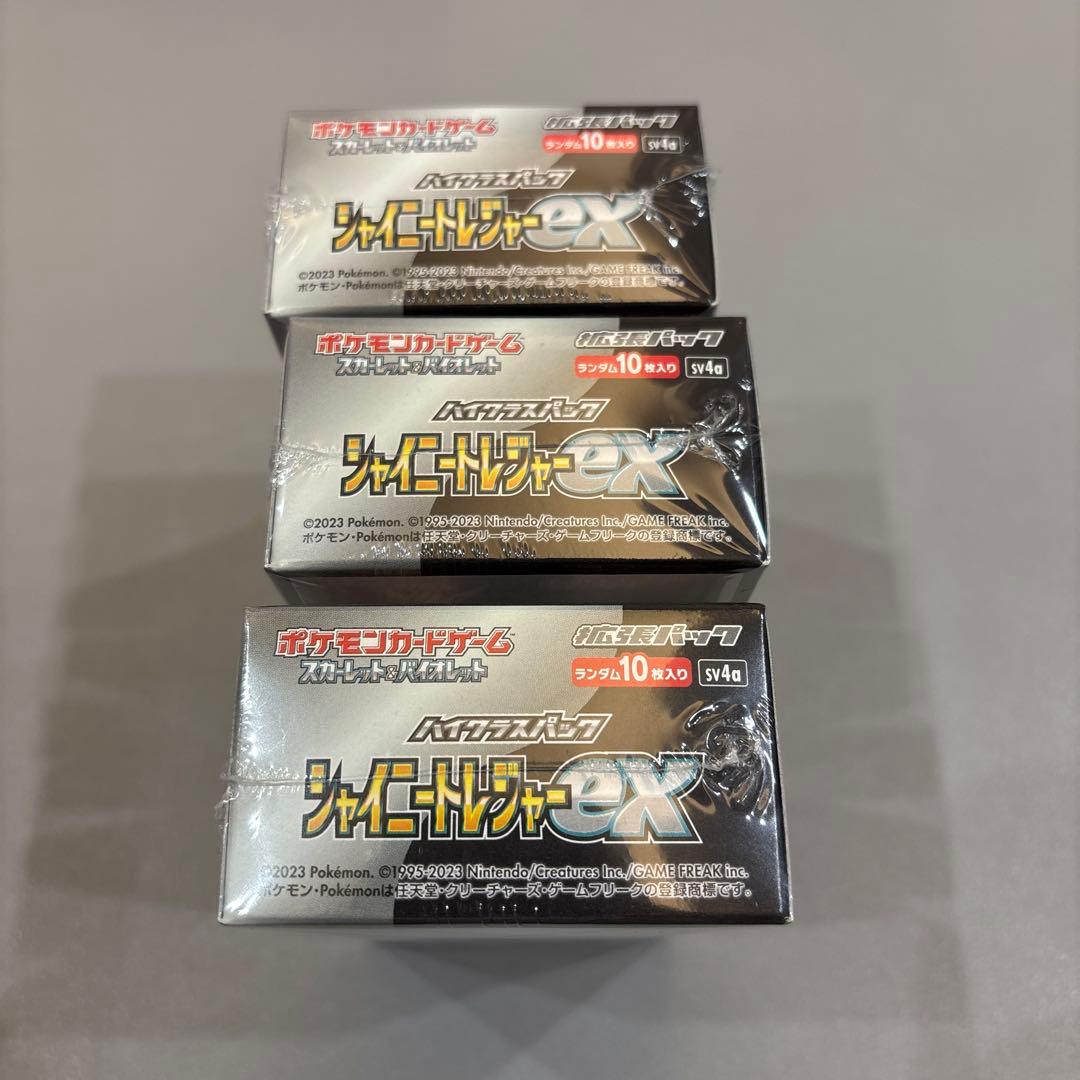 ポケモンカードゲーム
スカーレット&バイオレット
拡張パック
ランダム10枚入り sv4a
ハイクラスパック
シャイニートレジャーex
©2023 Pokémon. ©1995-2023 Nintendo/Creatures Inc./GAME FREAK inc.
ポケモン・Pokémonは任天堂・クリーチャーズ・ゲームフリークの登録商標です。
ポケモンカードゲーム
スカーレット&バイオレット
拡張パック
ランダム10枚入り sv4a
ハイクラスパック
シャイニートレジャーex
©2023 Pokémon. ©1995-2023 Nintendo/Creatures Inc./GAME FREAK inc.
ポケモン・Pokémonは任天堂・クリーチャーズ・ゲームフリークの登録商標です。
ポケモンカードゲーム™
スカーレット&バイオレット
拡張パック
ランダム10枚入り sv4a
ハイクラスパック
シャイニートレジャーex
©2023 Pokémon. ©1995-2023 Nintendo/Creatures Inc./GAME FREAK inc.
ポケモン・Pokémonは任天堂・クリーチャーズ・ゲームフリークの登録商標です。